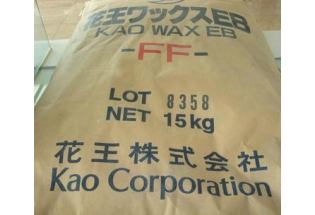 花王ワックスEB
KAO WAX EB
-FF-
LOT 8358
NET 15kg
花王株式会社
Kao Corporation